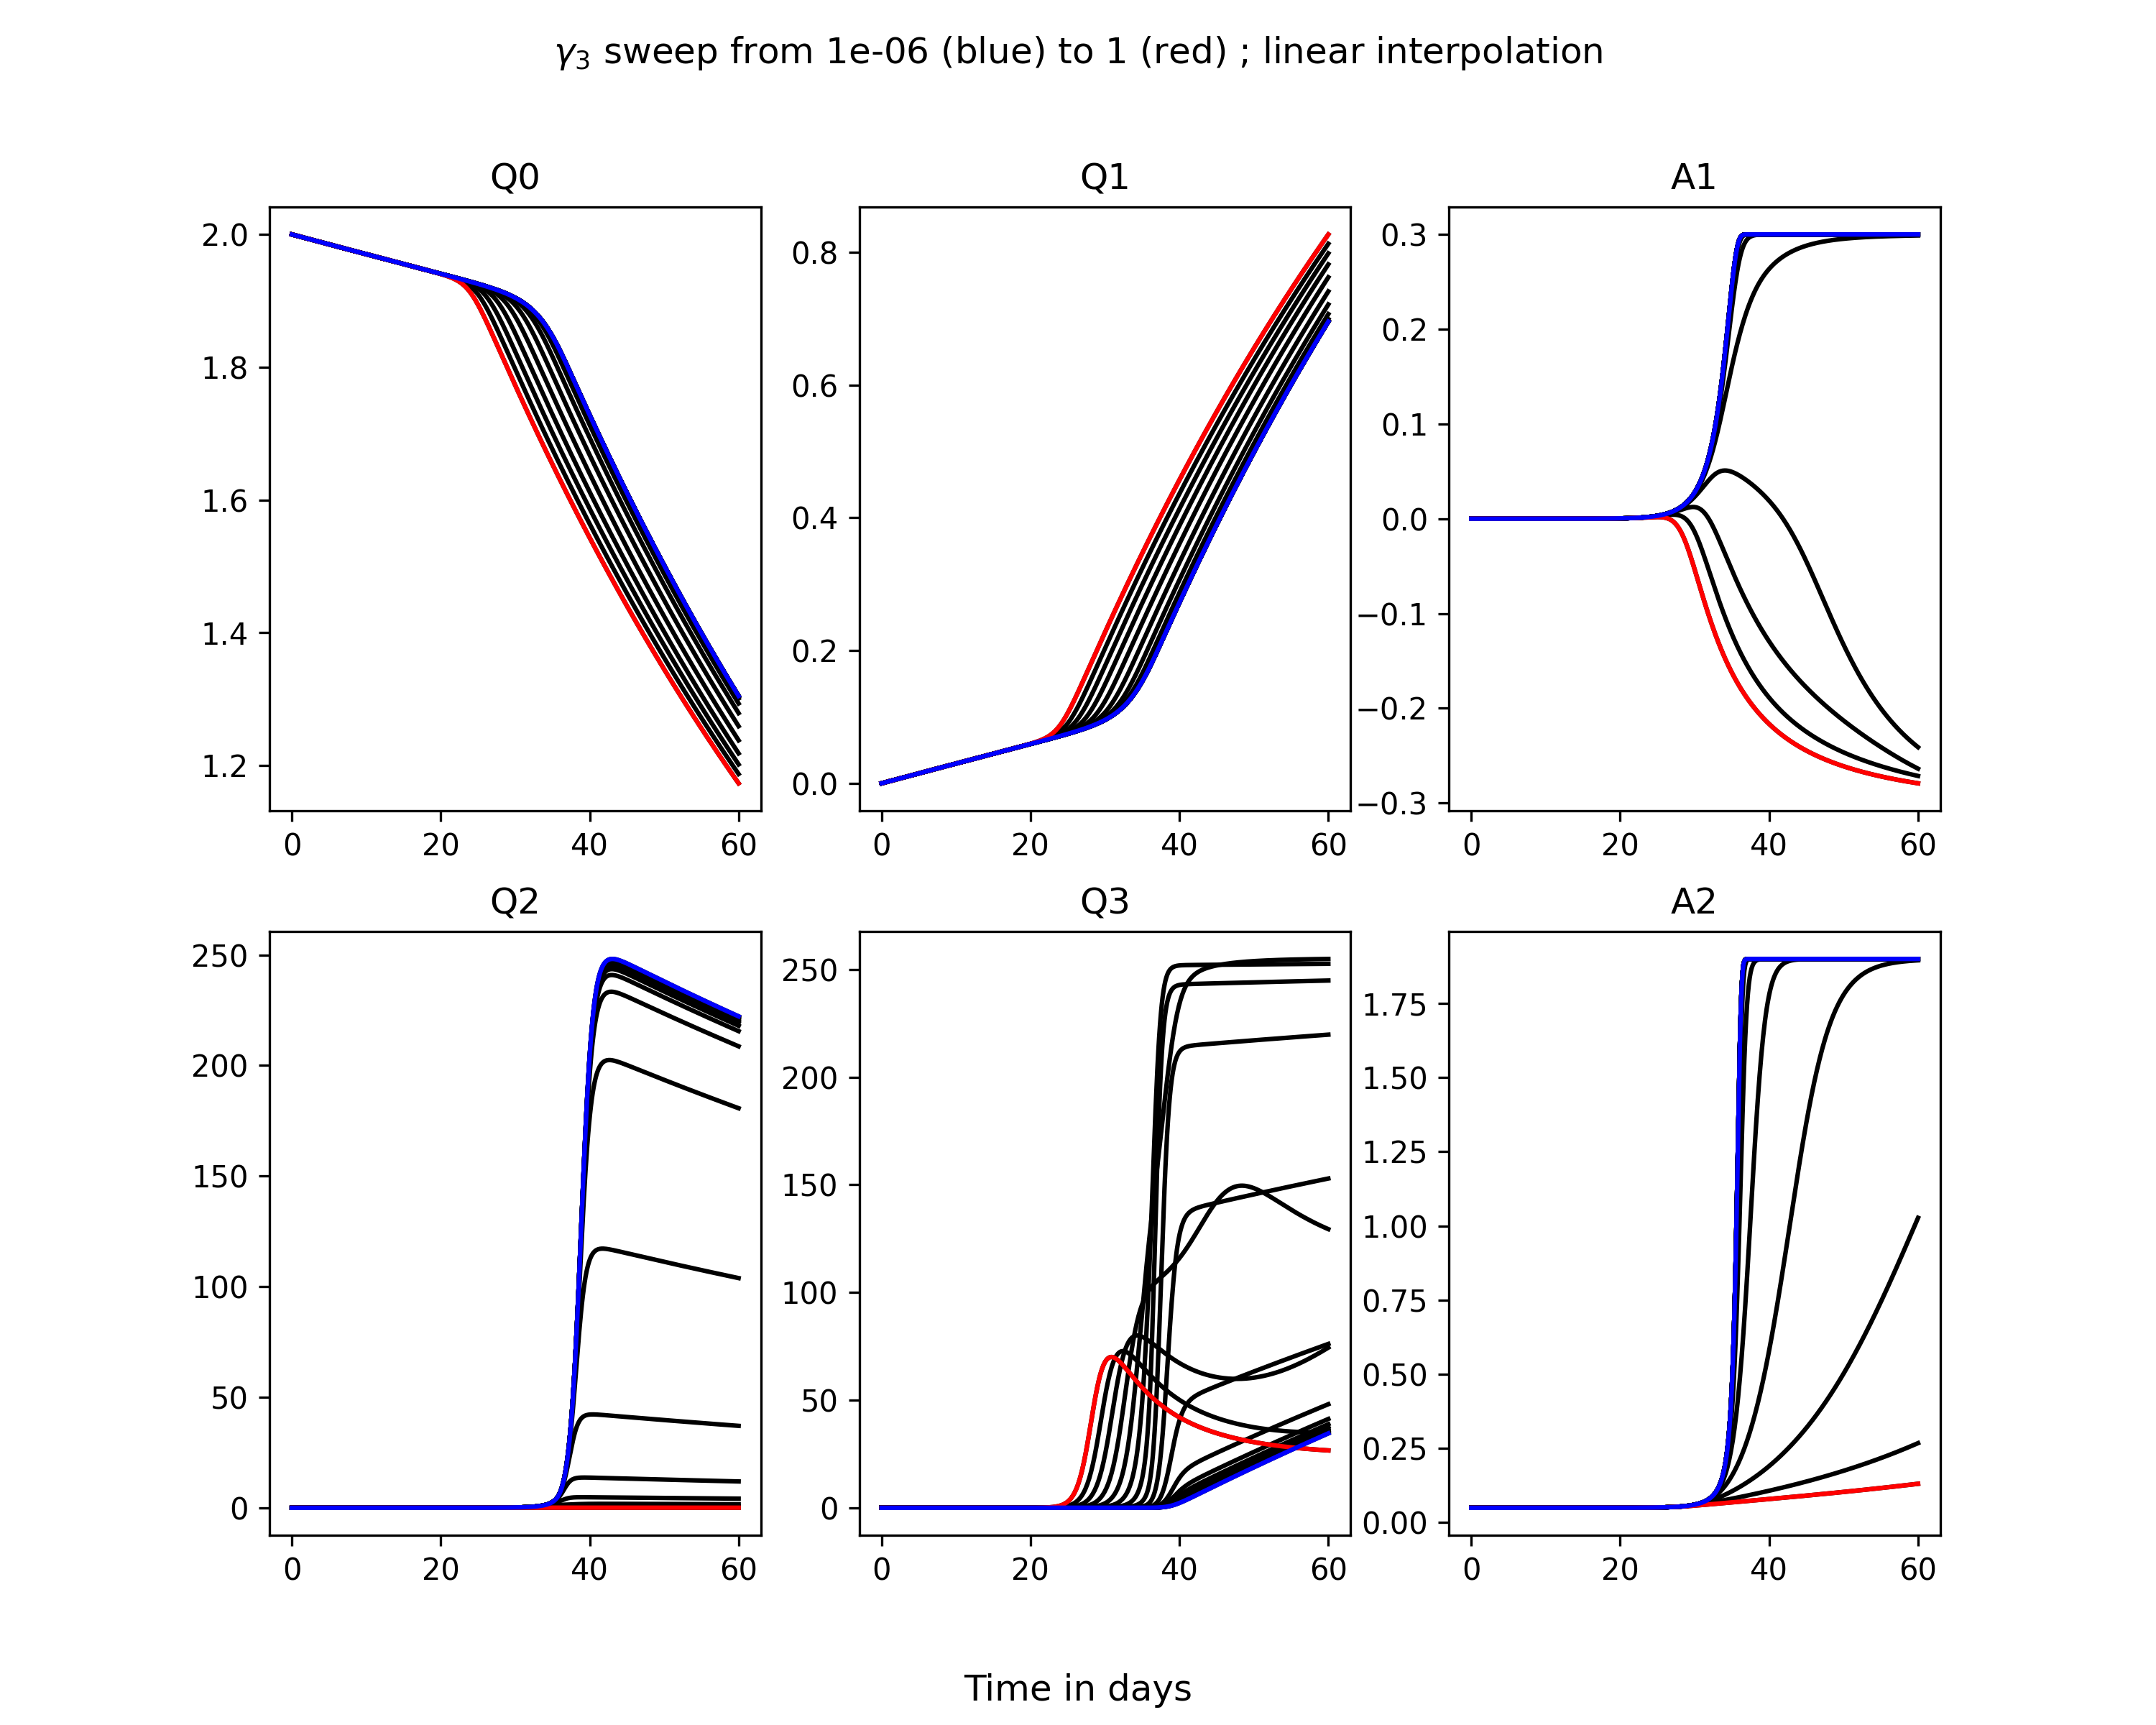 γ₃ sweep from 1e-06 (blue) to 1 (red) ; linear interpolation
Q0
2.0
1.8
1.6
1.4
1.2
0 20 40 60
Q1
0.8
0.6
0.4
0.2
0.0
0 20 40 60
A1
0.3
0.2
0.1
0.0
−0.1
−0.2
−0.3
0 20 40 60
Q2
250
200
150
100
50
0
0 20 40 60
Q3
250
200
150
100
50
0
0 20 40 60
A2
1.75
1.50
1.25
1.00
0.75
0.50
0.25
0.00
0 20 40 60
Time in days